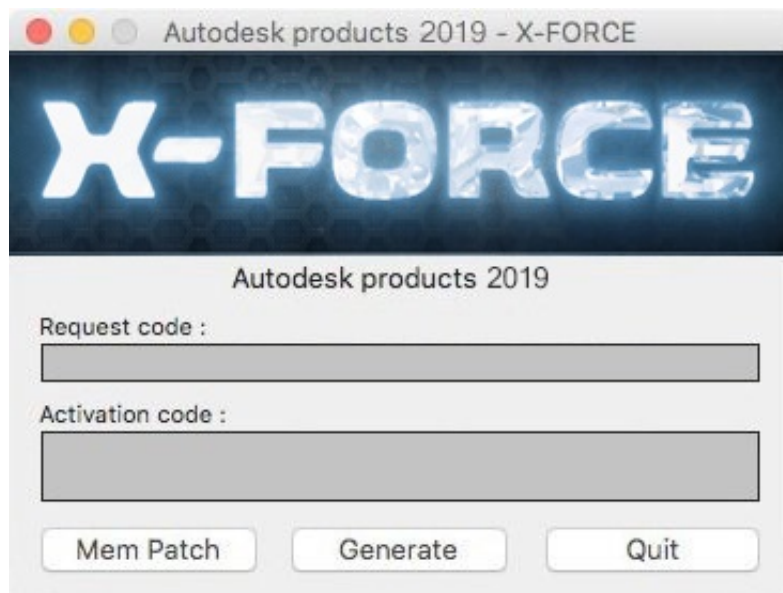 Autodesk products 2019 - X-FORCE
X-FORCE
Autodesk products 2019
Request code :
Activation code :
Mem Patch Generate Quit